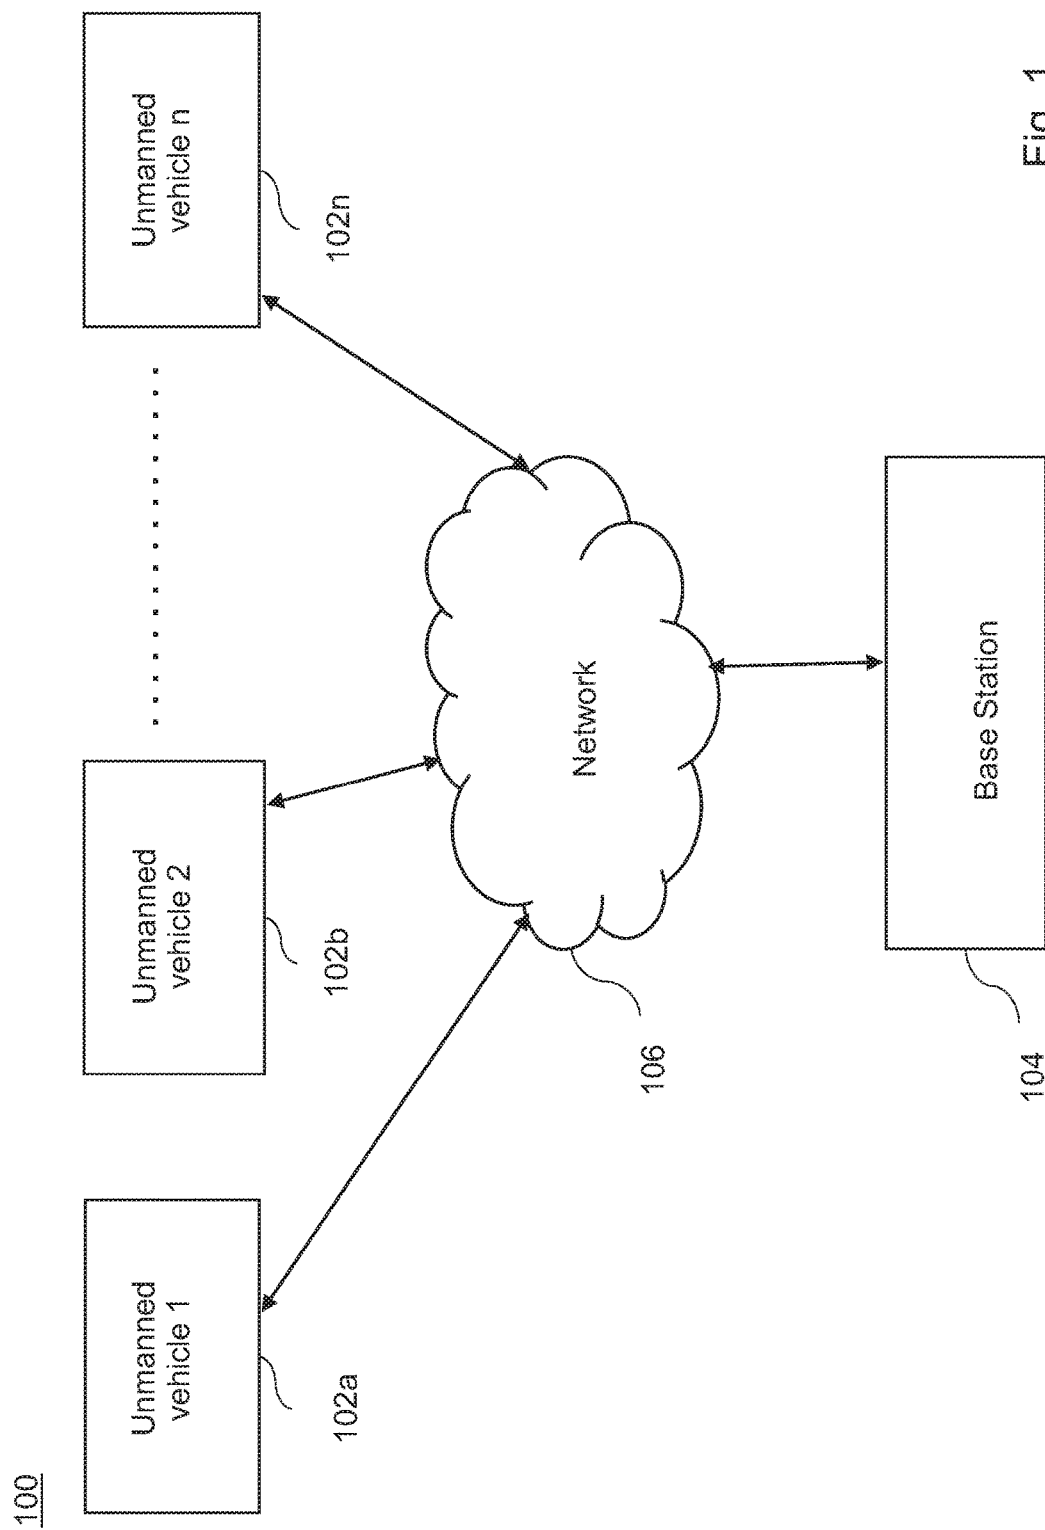 100
Unmanned
vehicle 1
Unmanned
vehicle 2
Unmanned
vehicle n
102a
102b
102n
Network
106
Base Station
104
Fig. 1